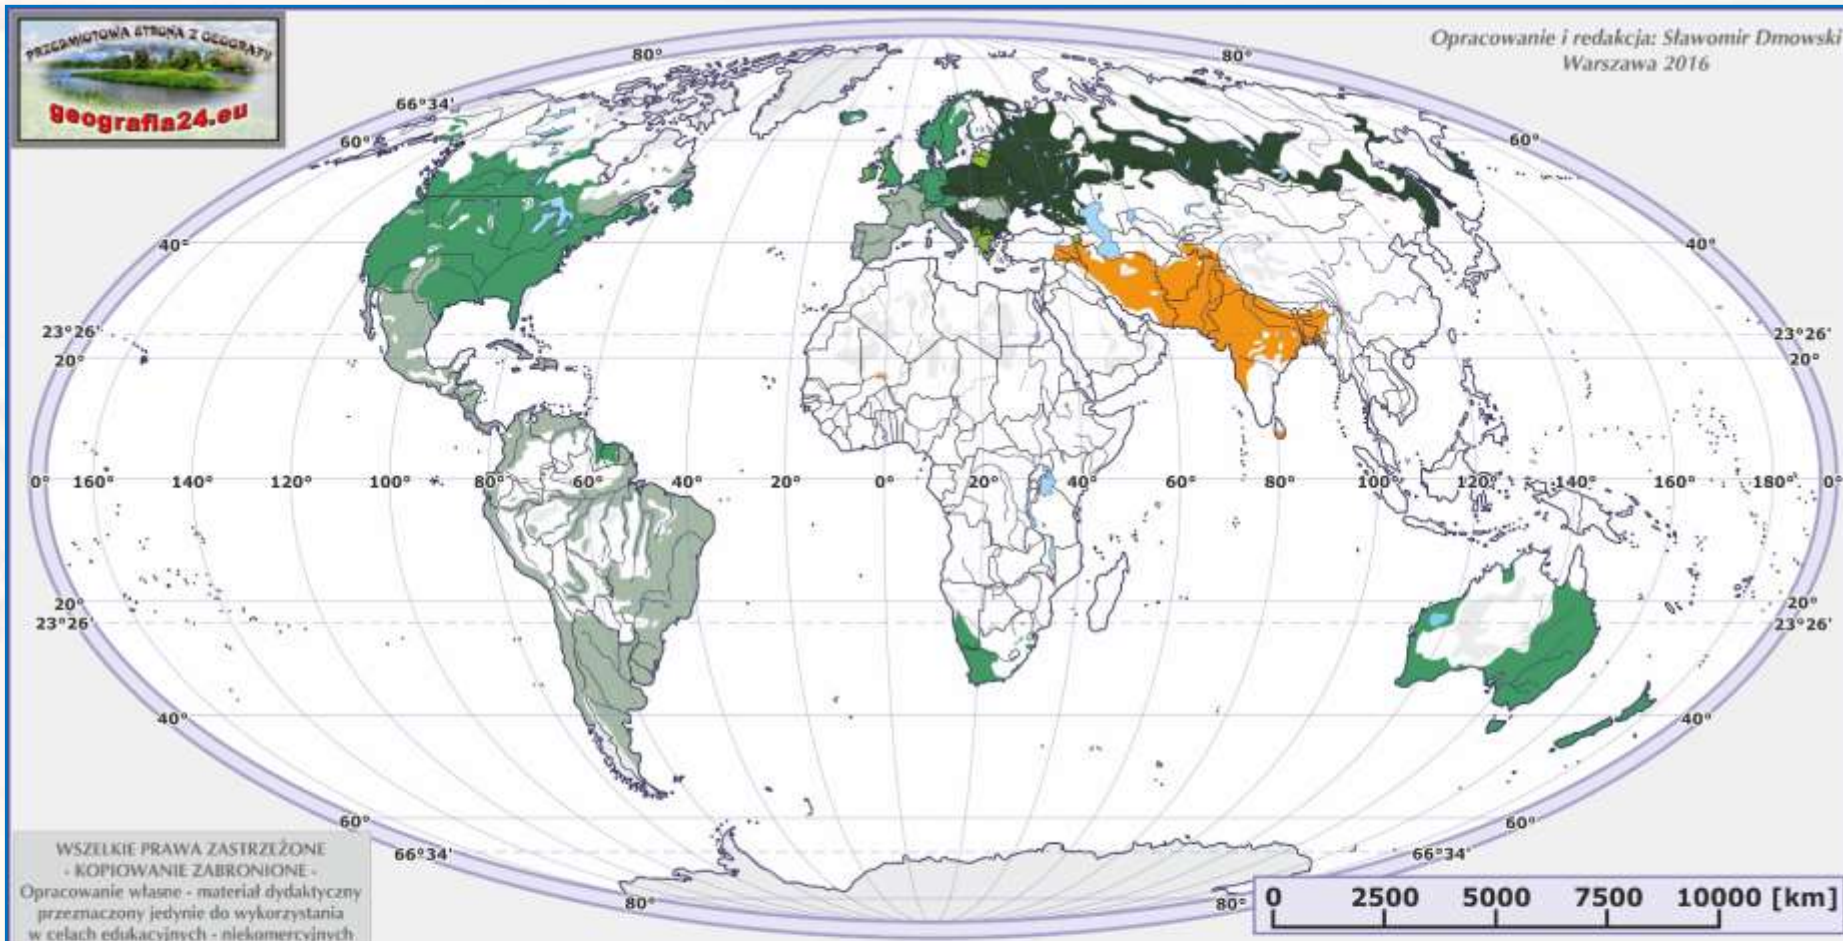 PRZEDMIOTOWA STRONA Z GEOGRAFII
geografia24.eu
Opracowanie i redakcja: Sławomir Dmowski
Warszawa 2016
80° 80°
66°34'
60° 60°
40° 40°
23°26' 23°26'
20° 20°
0° 160° 140° 120° 100° 80° 60° 40° 0° 20° 40° 60° 80° 100° 120° 140° 160° 180° 0°
20° 20°
23°26' 23°26'
40° 40°
60° 60°
66°34' 66°34'
80° 80°
WSZELKIE PRAWA ZASTRZEŻONE
- KOPIOWANIE ZABRONIONE -
Opracowanie własne - materiał dydaktyczny
przeznaczony jedynie do wykorzystania
w celach edukacyjnych - niekomercyjnych
0 2500 5000 7500 10000 [km]